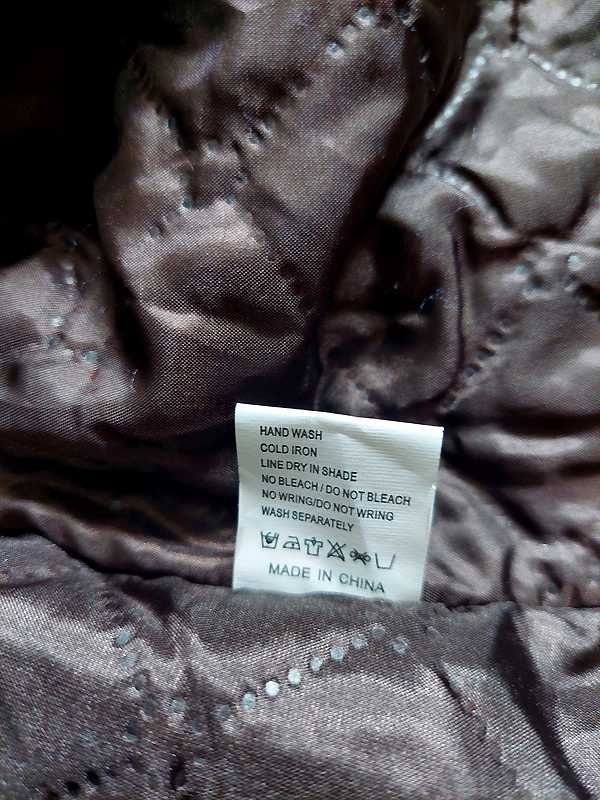 HAND WASH
COLD IRON
LINE DRY IN SHADE
NO BLEACH / DO NOT BLEACH
NO WRING/DO NOT WRING
WASH SEPARATELY
MADE IN CHINA